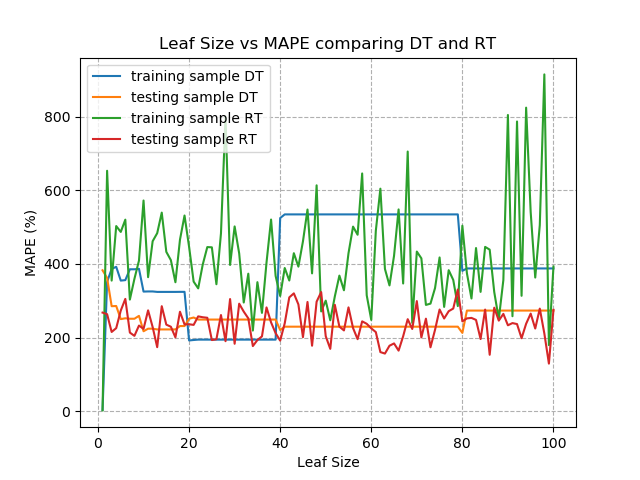 Leaf Size vs MAPE comparing DT and RT
training sample DT
testing sample DT
training sample RT
testing sample RT
MAPE (%)
800
600
400
200
0
0 20 40 60 80 100
Leaf Size